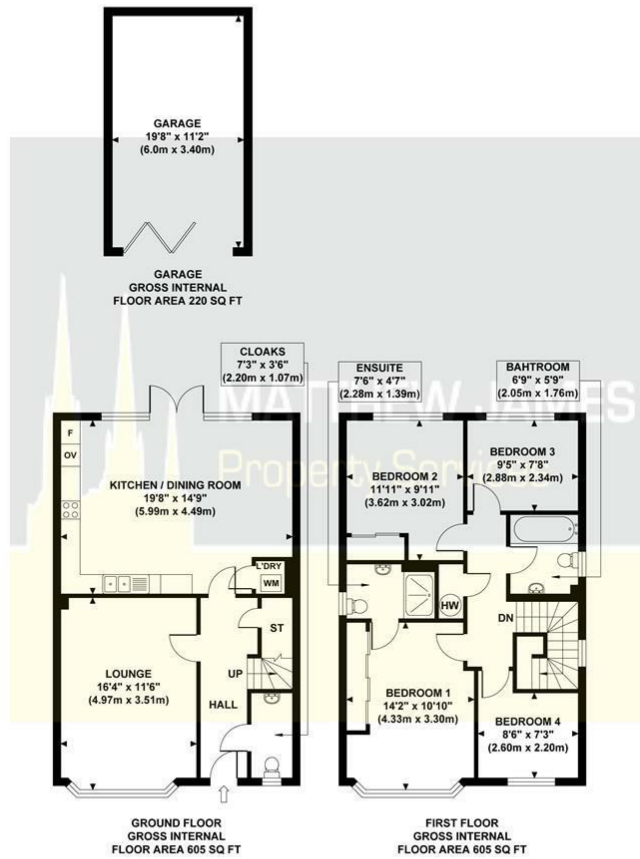 GARAGE
19'8" x 11'2"
(6.0m x 3.40m)
GARAGE
GROSS INTERNAL
FLOOR AREA 220 SQ FT
CLOAKS
7'3" x 3'6"
(2.20m x 1.07m)
ENSUITE
7'6" x 4'7"
(2.28m x 1.39m)
BAHTROOM
6'9" x 5'9"
(2.05m x 1.76m)
MATTHEW JAMES
Property Services
F
OV
KITCHEN / DINING ROOM
19'8" x 14'9"
(5.99m x 4.49m)
L'DRY
WM
ST
UP
LOUNGE
16'4" x 11'6"
(4.97m x 3.51m)
HALL
BEDROOM 2
11'11" x 9'11"
(3.62m x 3.02m)
BEDROOM 3
9'5" x 7'8"
(2.88m x 2.34m)
HW
DN
BEDROOM 1
14'2" x 10'10"
(4.33m x 3.30m)
BEDROOM 4
8'6" x 7'3"
(2.60m x 2.20m)
GROUND FLOOR
GROSS INTERNAL
FLOOR AREA 605 SQ FT
FIRST FLOOR
GROSS INTERNAL
FLOOR AREA 605 SQ FT